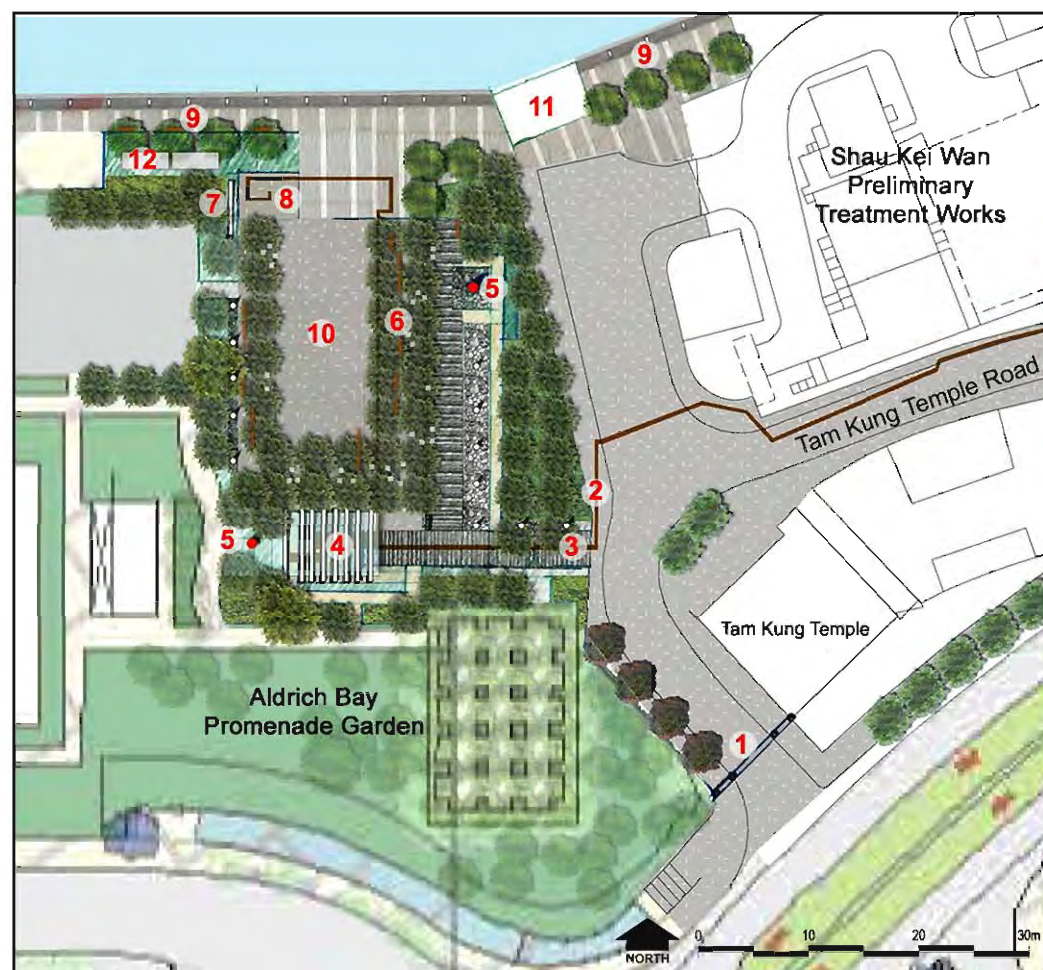 9
11
9
12
Shau Kei Wan
Preliminary
Treatment Works
7
8
5
10
6
Tam Kung Temple Road
2
5
4
3
Tam Kung Temple
Aldrich Bay
Promenade Garden
1
0
10
20
30m
NORTH